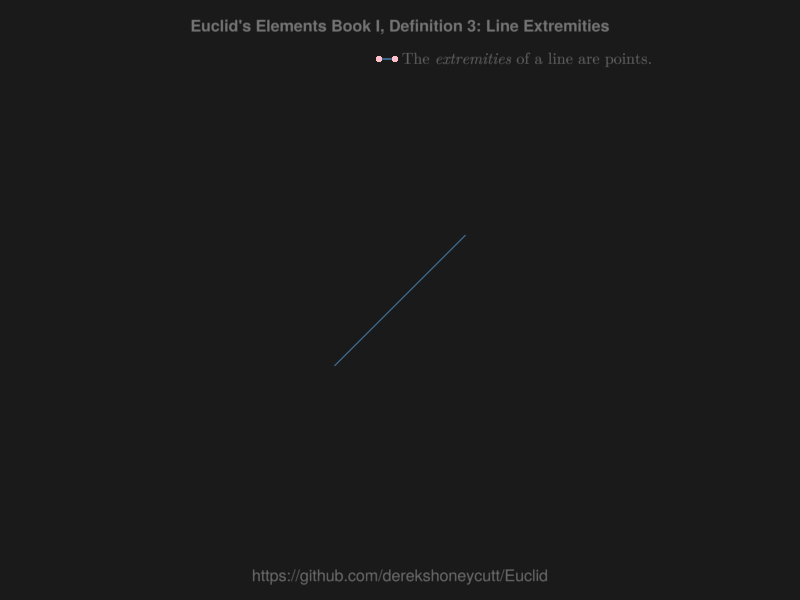 Euclid's Elements Book I, Definition 3: Line Extremities
The extremities of a line are points.
https://github.com/derekshoneycutt/Euclid